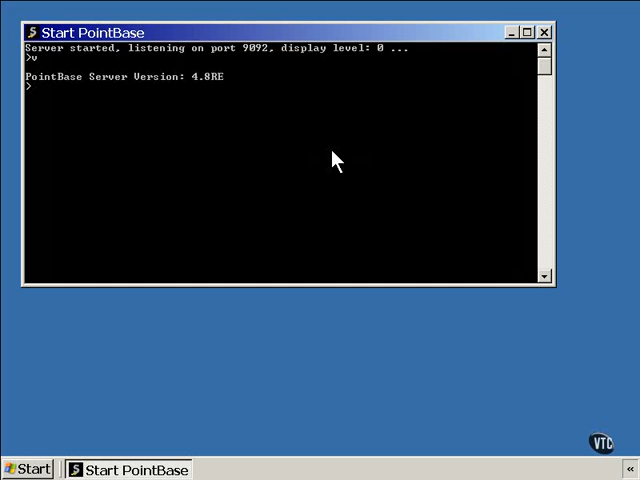 Start PointBase
Server started, listening on port 9092, display level: 0 ...
>v
PointBase Server Version: 4.8RE
>
VTC
Start
Start PointBase
«